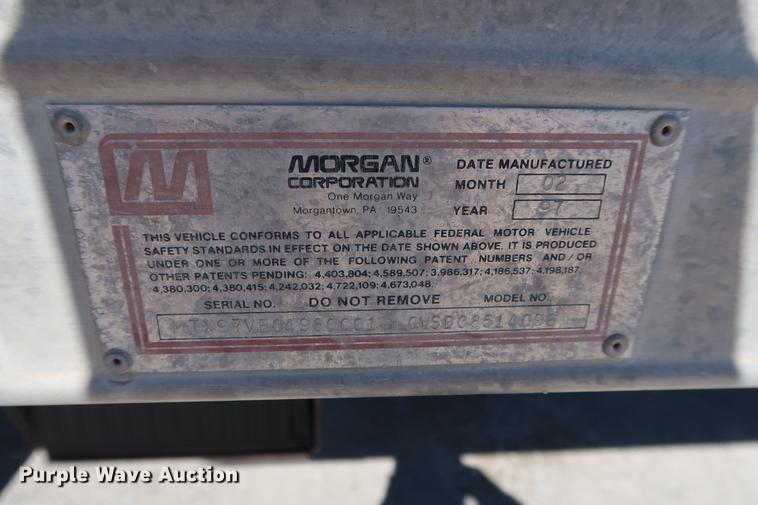 M
MORGAN®
CORPORATION
One Morgan Way
Morgantown, PA 19543
DATE MANUFACTURED
MONTH 02
YEAR 97
THIS VEHICLE CONFORMS TO ALL APPLICABLE FEDERAL MOTOR VEHICLE
SAFETY STANDARDS IN EFFECT ON THE DATE SHOWN ABOVE. IT IS PRODUCED
UNDER ONE OR MORE OF THE FOLLOWING PATENT NUMBERS AND/OR
OTHER PATENTS PENDING: 4,403,804; 4,589,507; 3,986,317; 4,186,537; 4,198,187,
4,380,300; 4,380,415; 4,242,032; 4,722,109; 4,673,048.
SERIAL NO. DO NOT REMOVE MODEL NO.
Purple Wave Auction